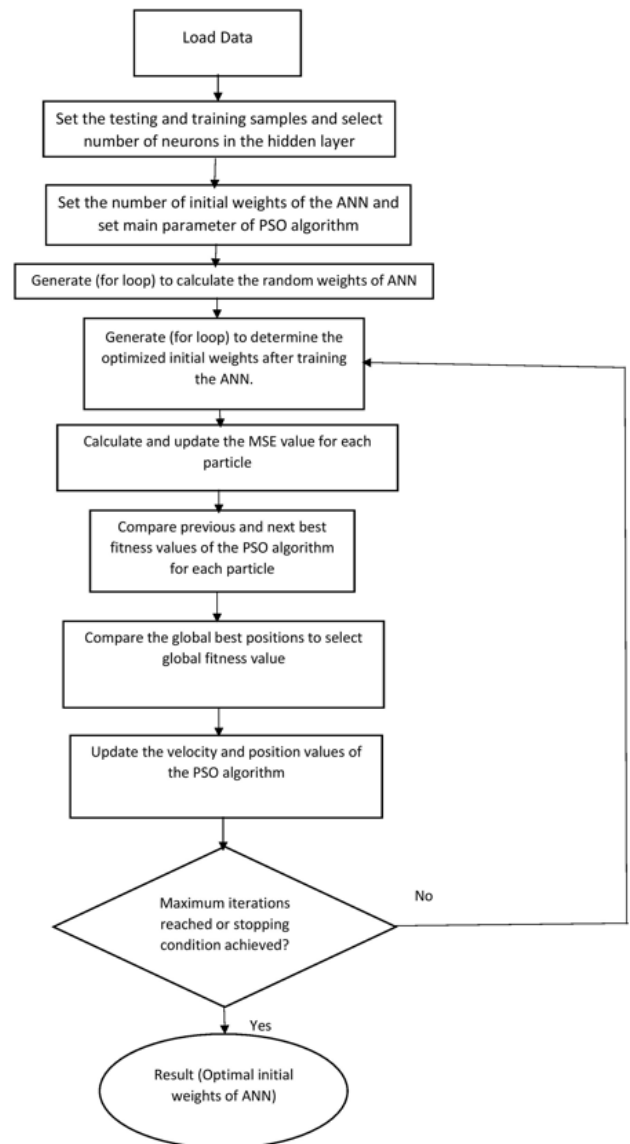 Load Data
Set the testing and training samples and select
number of neurons in the hidden layer
Set the number of initial weights of the ANN and
set main parameter of PSO algorithm
Generate (for loop) to calculate the random weights of ANN
Generate (for loop) to determine the
optimized initial weights after training
the ANN.
Calculate and update the MSE value for each
particle
Compare previous and next best
fitness values of the PSO algorithm
for each particle
Compare the global best positions to select
global fitness value
Update the velocity and position values of
the PSO algorithm
Maximum iterations
reached or stopping
condition achieved?
No
Yes
Result (Optimal initial
weights of ANN)